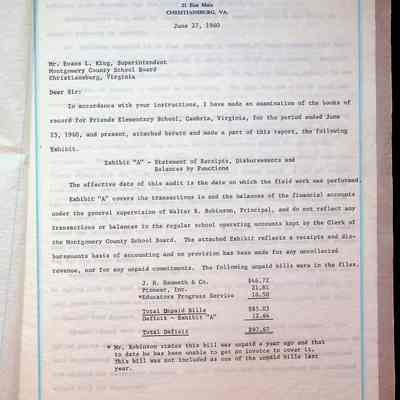 21 East Main
CHRISTIANSBURG, VA.
June 27, 1960
Mr. Evans L. King, Superintendent
Montgomery County School Board
Christiansburg, Virginia
Dear Sir:
In accordance with your instructions, I have made an examination of the books of
record for Friends Elementary School, Cambria, Virginia, for the period ended June
15, 1960, and present, attached hereto and made a part of this report, the following
Exhibit.
Exhibit "A" - Statement of Receipts, Disbursements and
Balances by Functions
The effective date of this audit is the date on which the field work was performed.
Exhibit "A" covers the transactions in and the balances of the financial accounts
under the general supervision of Walter B. Robinson, Principal, and do not reflect any
transactions or balances in the regular school operating accounts kept by the Clerk of
the Montgomery County School Board. The attached Exhibit reflects a receipts and dis-
bursements basis of accounting and no provision has been made for any uncollected
revenue, nor for any unpaid commitments. The following unpaid bills were in the files.
J. R. & Co. $46.72
Pioneer, Inc. 21.81
*Educators Progress Service 16.50
Total Unpaid Bills $85.03
Deficit - Exhibit "A" 12.64
Total Deficit $97.67
* Mr. Robinson states this bill was unpaid a year ago and that
to date he has been unable to get an invoice to cover it.
This bill was not included as one of the unpaid bills last
year.